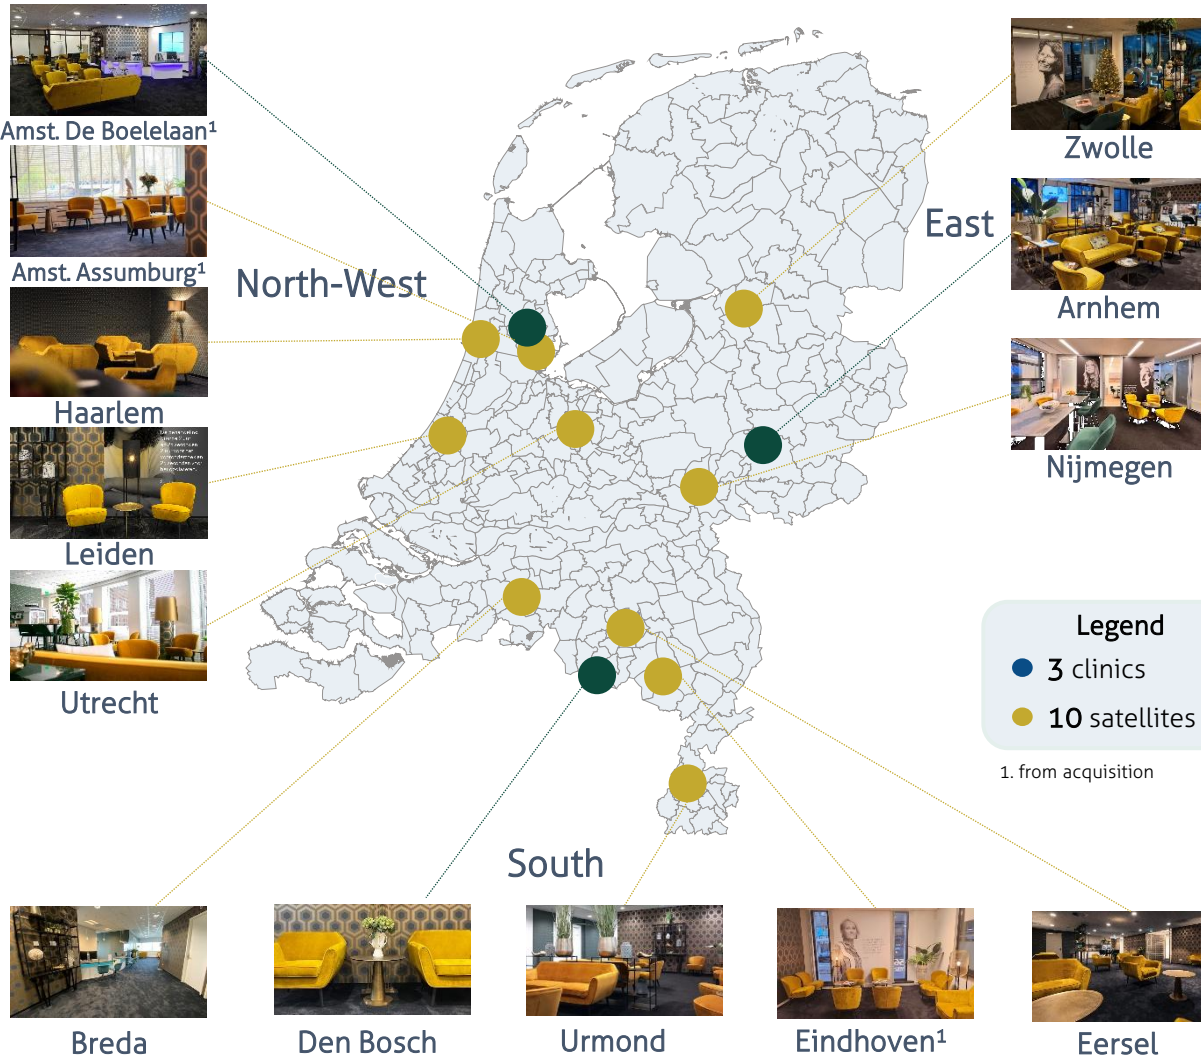 Amst. De Boelelaan¹
Amst. Assumburg¹
Haarlem
Leiden
Utrecht
North-West
East
Zwolle
Arnhem
Nijmegen
Legend
3 clinics
10 satellites
1. from acquisition
South
Breda
Den Bosch
Urmond
Eindhoven¹
Eersel